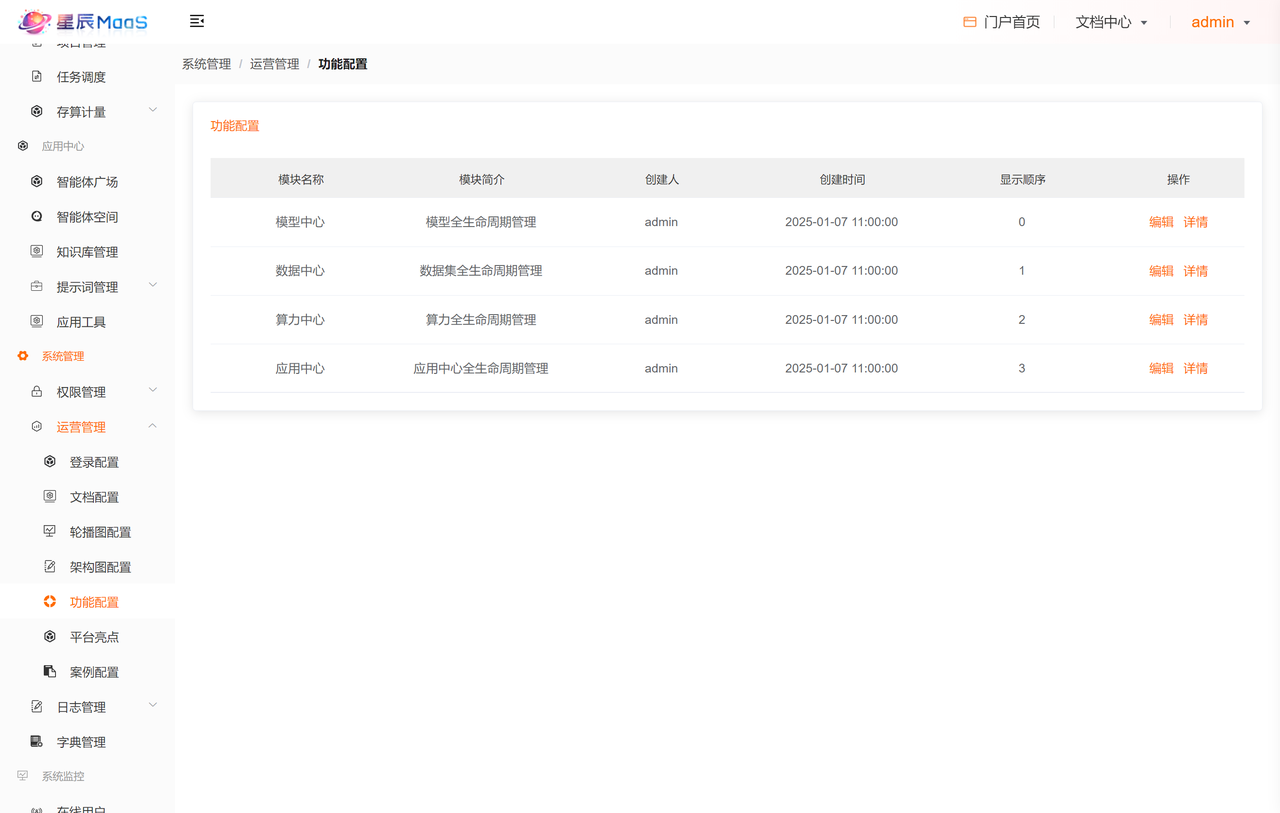 星辰MaaS
门户首页
文档中心
admin
项目管理
任务调度
存算计量
应用中心
智能体广场
智能体空间
知识库管理
提示词管理
应用工具
系统管理
权限管理
运营管理
登录配置
文档配置
轮播图配置
架构图配置
功能配置
平台亮点
案例配置
日志管理
字典管理
系统监控
在线用户
系统管理 / 运营管理 / 功能配置
功能配置
模块名称 模块简介 创建人 创建时间 显示顺序 操作
模型中心 模型全生命周期管理 admin 2025-01-07 11:00:00 0 编辑 详情
数据中心 数据集全生命周期管理 admin 2025-01-07 11:00:00 1 编辑 详情
算力中心 算力全生命周期管理 admin 2025-01-07 11:00:00 2 编辑 详情
应用中心 应用中心全生命周期管理 admin 2025-01-07 11:00:00 3 编辑 详情